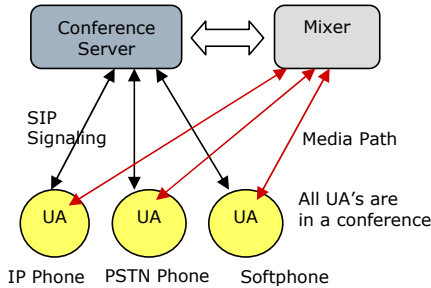 Conference
Server
Mixer
SIP
Signaling
Media Path
UA
UA
UA
All UA's are
in a conference
IP Phone
PSTN Phone
Softphone